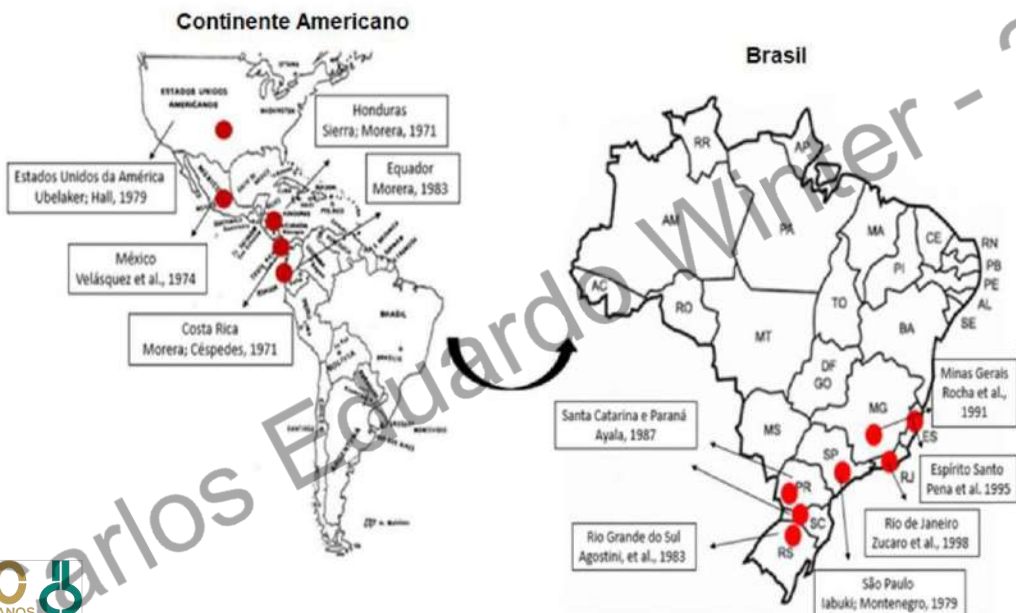 Continente Americano
ESTADOS UNIDOS
AMERICANOS
Honduras
Sierra; Morera, 1971
Equador
Morera, 1983
Estados Unidos da América
Ubelaker; Hall, 1979
México
Velásquez et al., 1974
Costa Rica
Morera; Céspedes, 1971
BRASIL
BOLIVIA
Brasil
RR
AP
AM
PA
MA
CE
RN
PB
PE
AL
SE
PI
AC
RO
TO
BA
MT
DF
GO
MG
ES
MS
SP
RJ
PR
SC
RS
Minas Gerais
Rocha et al.,
1991
Santa Catarina e Paraná
Ayala, 1987
Espírito Santo
Pena et al. 1995
Rio de Janeiro
Zucaro et al., 1998
Rio Grande do Sul
Agostini, et al., 1983
São Paulo
Iabuki; Montenegro, 1979
arlos Eduardo Winter -
ANOS